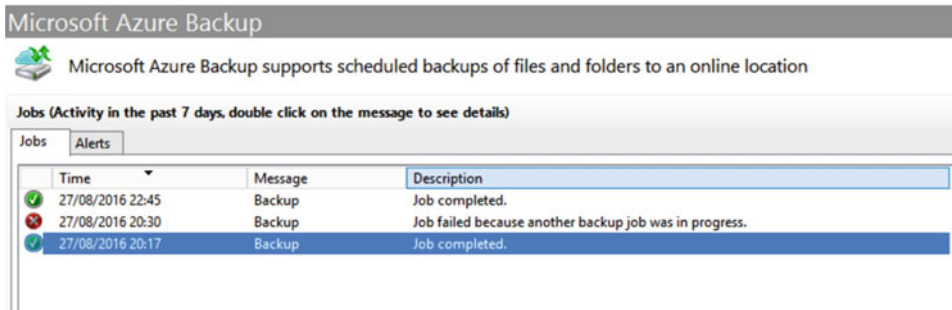 Microsoft Azure Backup
Microsoft Azure Backup supports scheduled backups of files and folders to an online location
Jobs (Activity in the past 7 days, double click on the message to see details)
Jobs Alerts
Time Message Description
27/08/2016 22:45 Backup Job completed.
27/08/2016 20:30 Backup Job failed because another backup job was in progress.
27/08/2016 20:17 Backup Job completed.